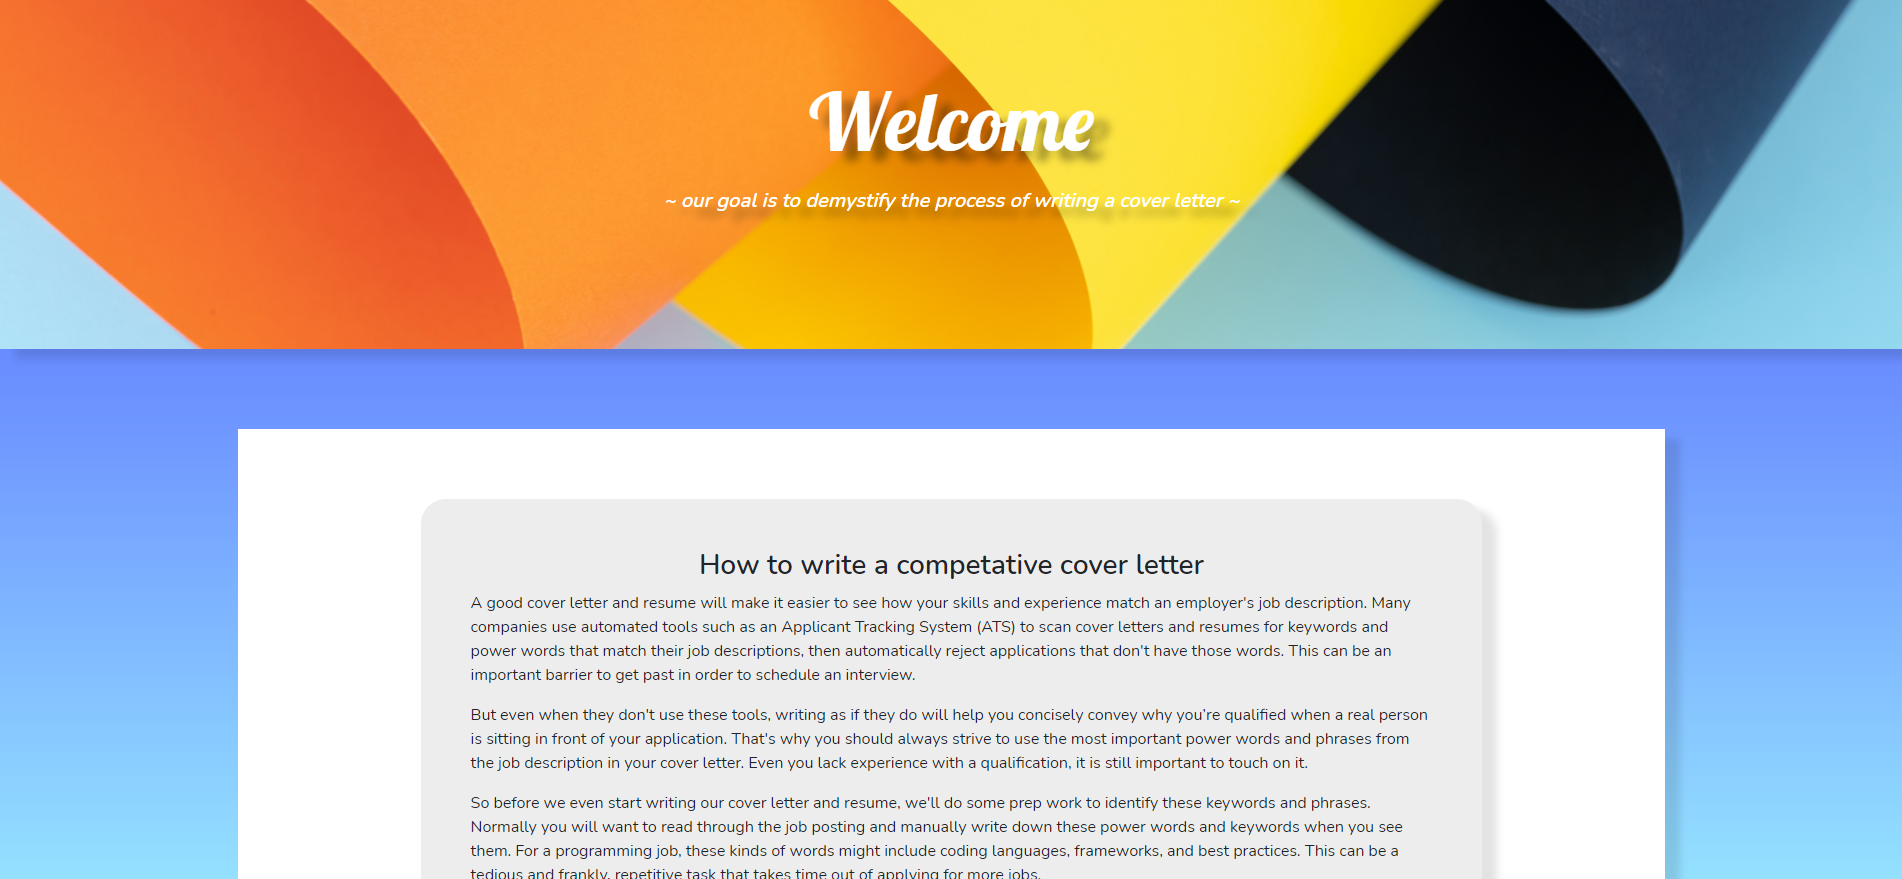 Welcome
~ our goal is to demystify the process of writing a cover letter ~
How to write a competative cover letter
A good cover letter and resume will make it easier to see how your skills and experience match an employer's job description. Many
companies use automated tools such as an Applicant Tracking System (ATS) to scan cover letters and resumes for keywords and
power words that match their job descriptions, then automatically reject applications that don't have those words. This can be an
important barrier to get past in order to schedule an interview.
But even when they don't use these tools, writing as if they do will help you concisely convey why you're qualified when a real person
is sitting in front of your application. That's why you should always strive to use the most important power words and phrases from
the job description in your cover letter. Even you lack experience with a qualification, it is still important to touch on it.
So before we even start writing our cover letter and resume, we'll do some prep work to identify these keywords and phrases.
Normally you will want to read through the job posting and manually write down these power words and keywords when you see
them. For a programming job, these kinds of words might include coding languages, frameworks, and best practices. This can be a
tedious and frankly, repetitive task that takes time out of applying for more jobs.